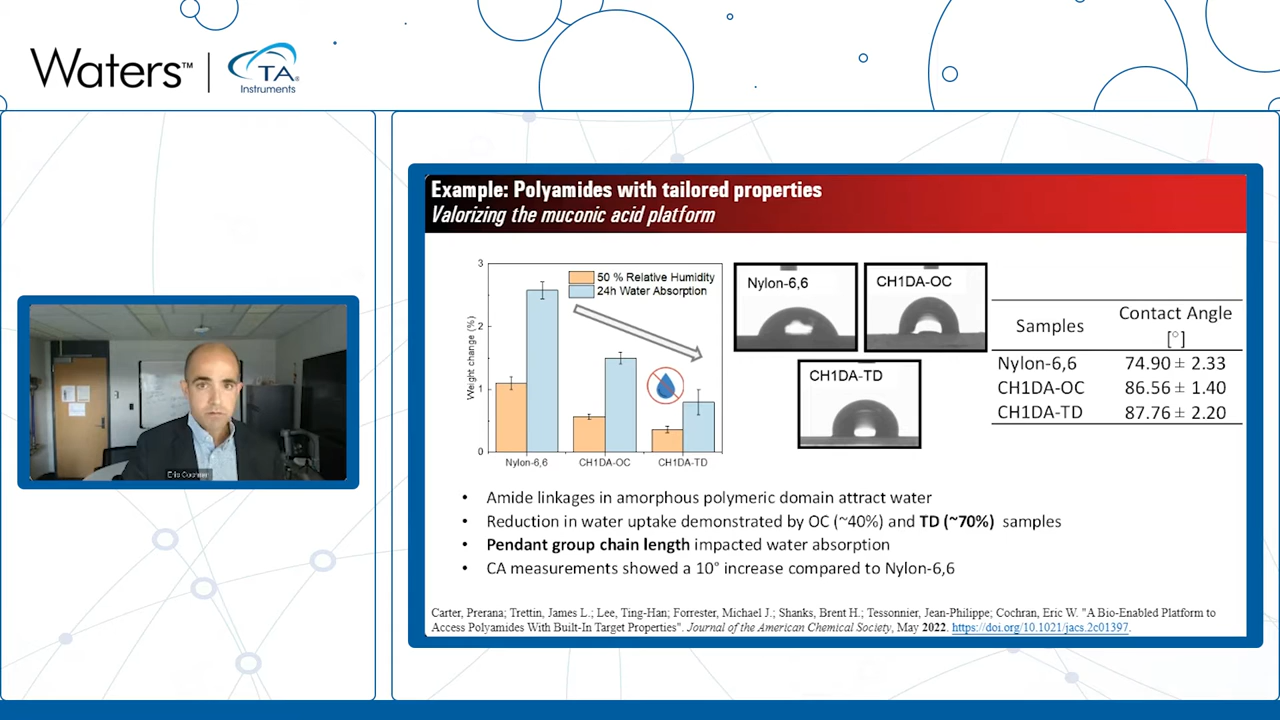 Waters™ | TA® Instruments
Example: Polyamides with tailored properties
Valorizing the muconic acid platform
3
2
1
0
Weight change (%)
50 % Relative Humidity
24h Water Absorption
Nylon-6,6
CH1DA-OC
CH1DA-TD
Nylon-6,6
CH1DA-OC
CH1DA-TD
Samples Contact Angle [°]
Nylon-6,6 74.90 ± 2.33
CH1DA-OC 86.56 ± 1.40
CH1DA-TD 87.76 ± 2.20
• Amide linkages in amorphous polymeric domain attract water
• Reduction in water uptake demonstrated by OC (~40%) and TD (~70%) samples
• Pendant group chain length impacted water absorption
• CA measurements showed a 10° increase compared to Nylon-6,6
Carter, Prerana; Trettin, James L.; Lee, Ting-Han; Forrester, Michael J.; Shanks, Brent H.; Tessonnier, Jean-Philippe; Cochran, Eric W. "A Bio-Enabled Platform to
Access Polyamides With Built-In Target Properties". Journal of the American Chemical Society, May 2022. https://doi.org/10.1021/jacs.2c01397.